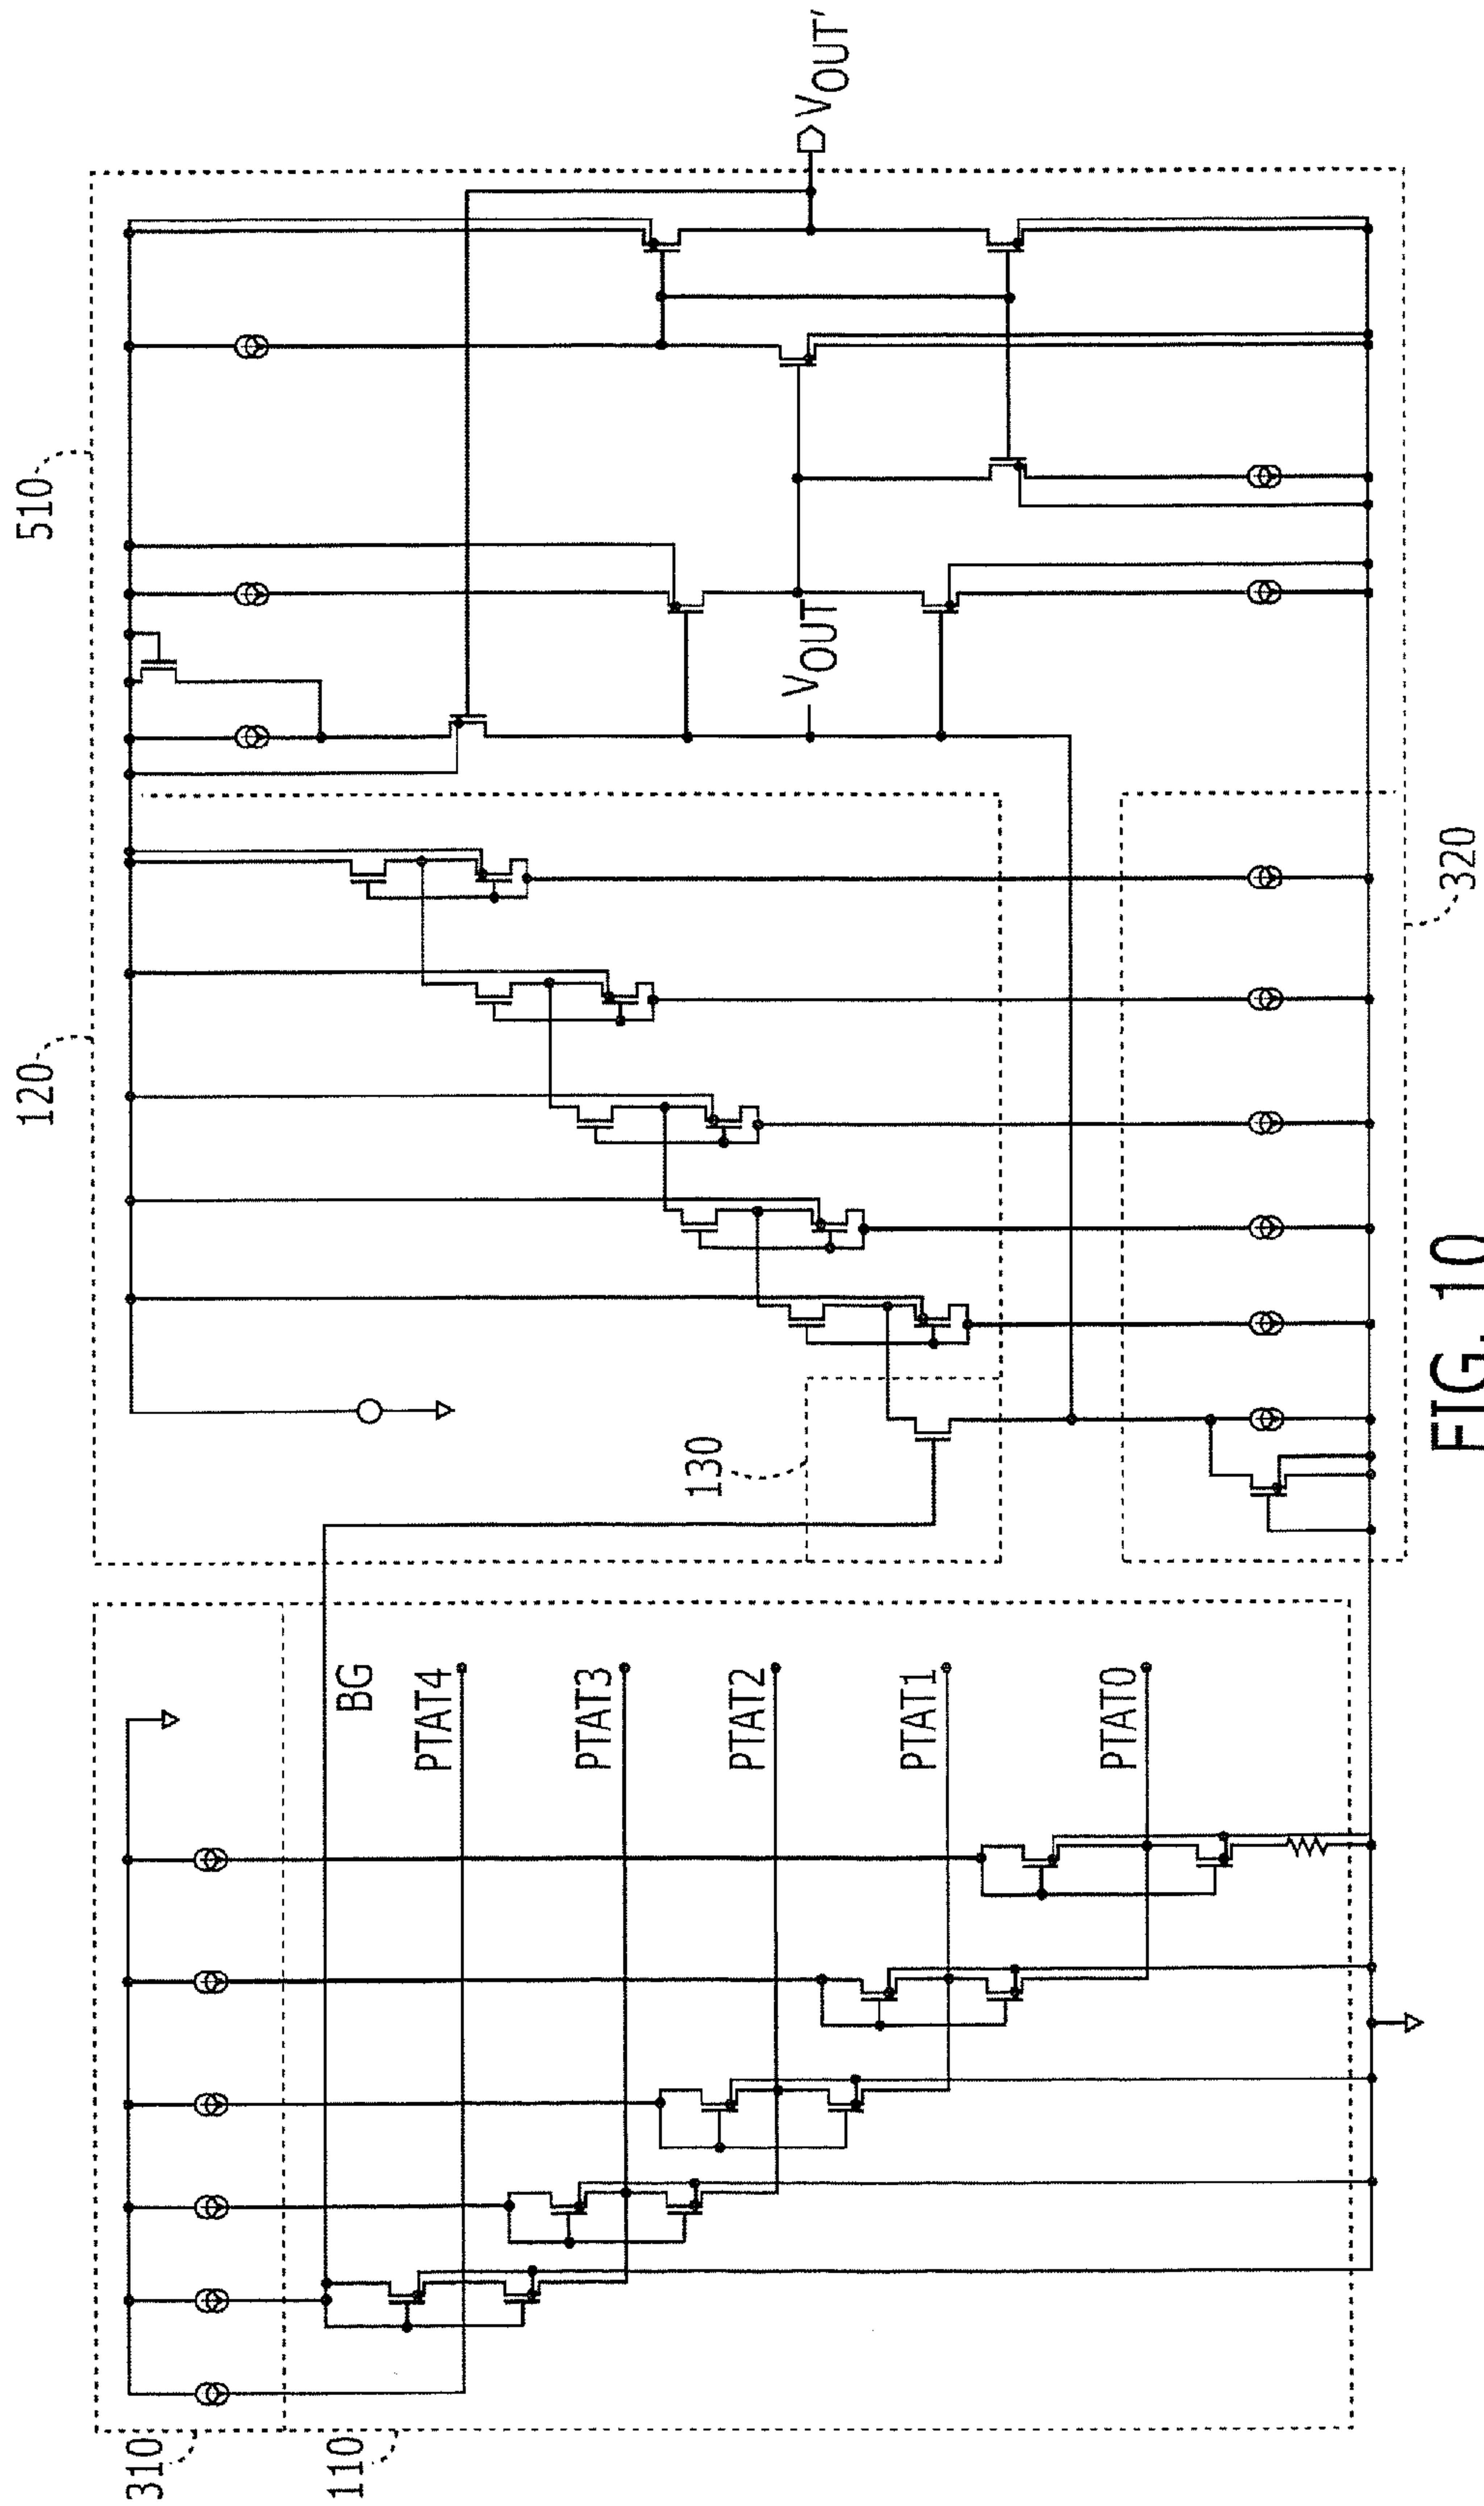 310
110
BG
PTAT4
PTAT3
PTAT2
PTAT1
PTAT0
120
510
130
320
VOUT
VOUT'
FIG. 10